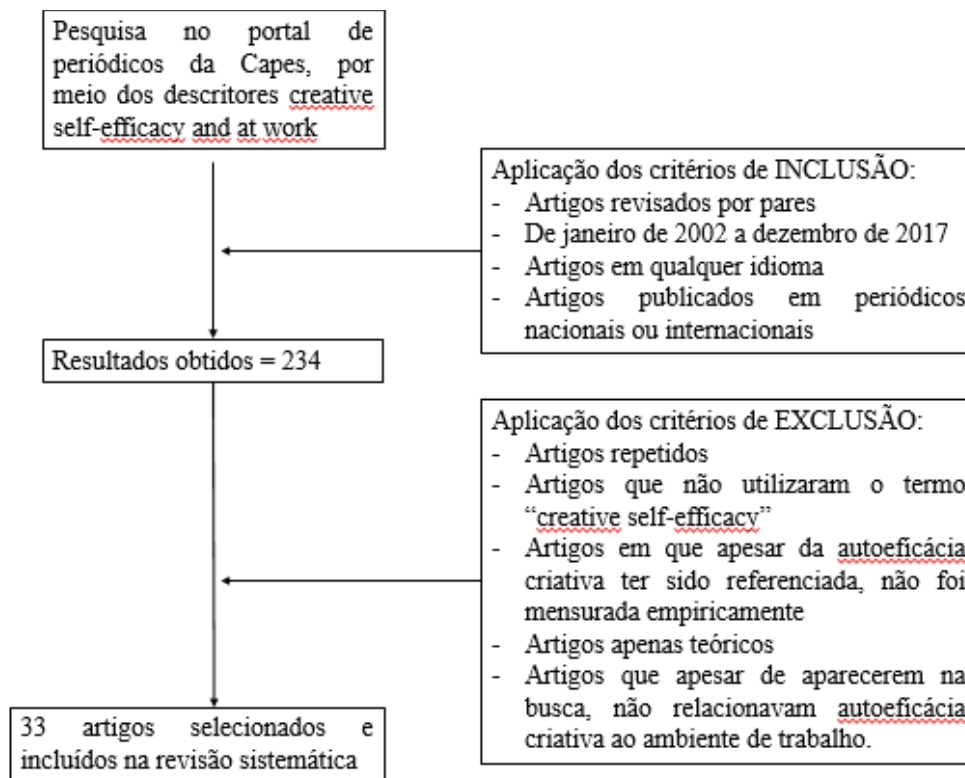 Pesquisa no portal de
periódicos da Capes, por
meio dos descritores creative
self-efficacy and at work
Aplicação dos critérios de INCLUSÃO:
- Artigos revisados por pares
- De janeiro de 2002 a dezembro de 2017
- Artigos em qualquer idioma
- Artigos publicados em periódicos
nacionais ou internacionais
Resultados obtidos = 234
Aplicação dos critérios de EXCLUSÃO:
- Artigos repetidos
- Artigos que não utilizaram o termo
“creative self-efficacy”
- Artigos em que apesar da autoeficácia
criativa ter sido referenciada, não foi
mensurada empiricamente
- Artigos apenas teóricos
- Artigos que apesar de aparecerem na
busca, não relacionavam autoeficácia
criativa ao ambiente de trabalho.
33 artigos selecionados e
incluídos na revisão sistemática